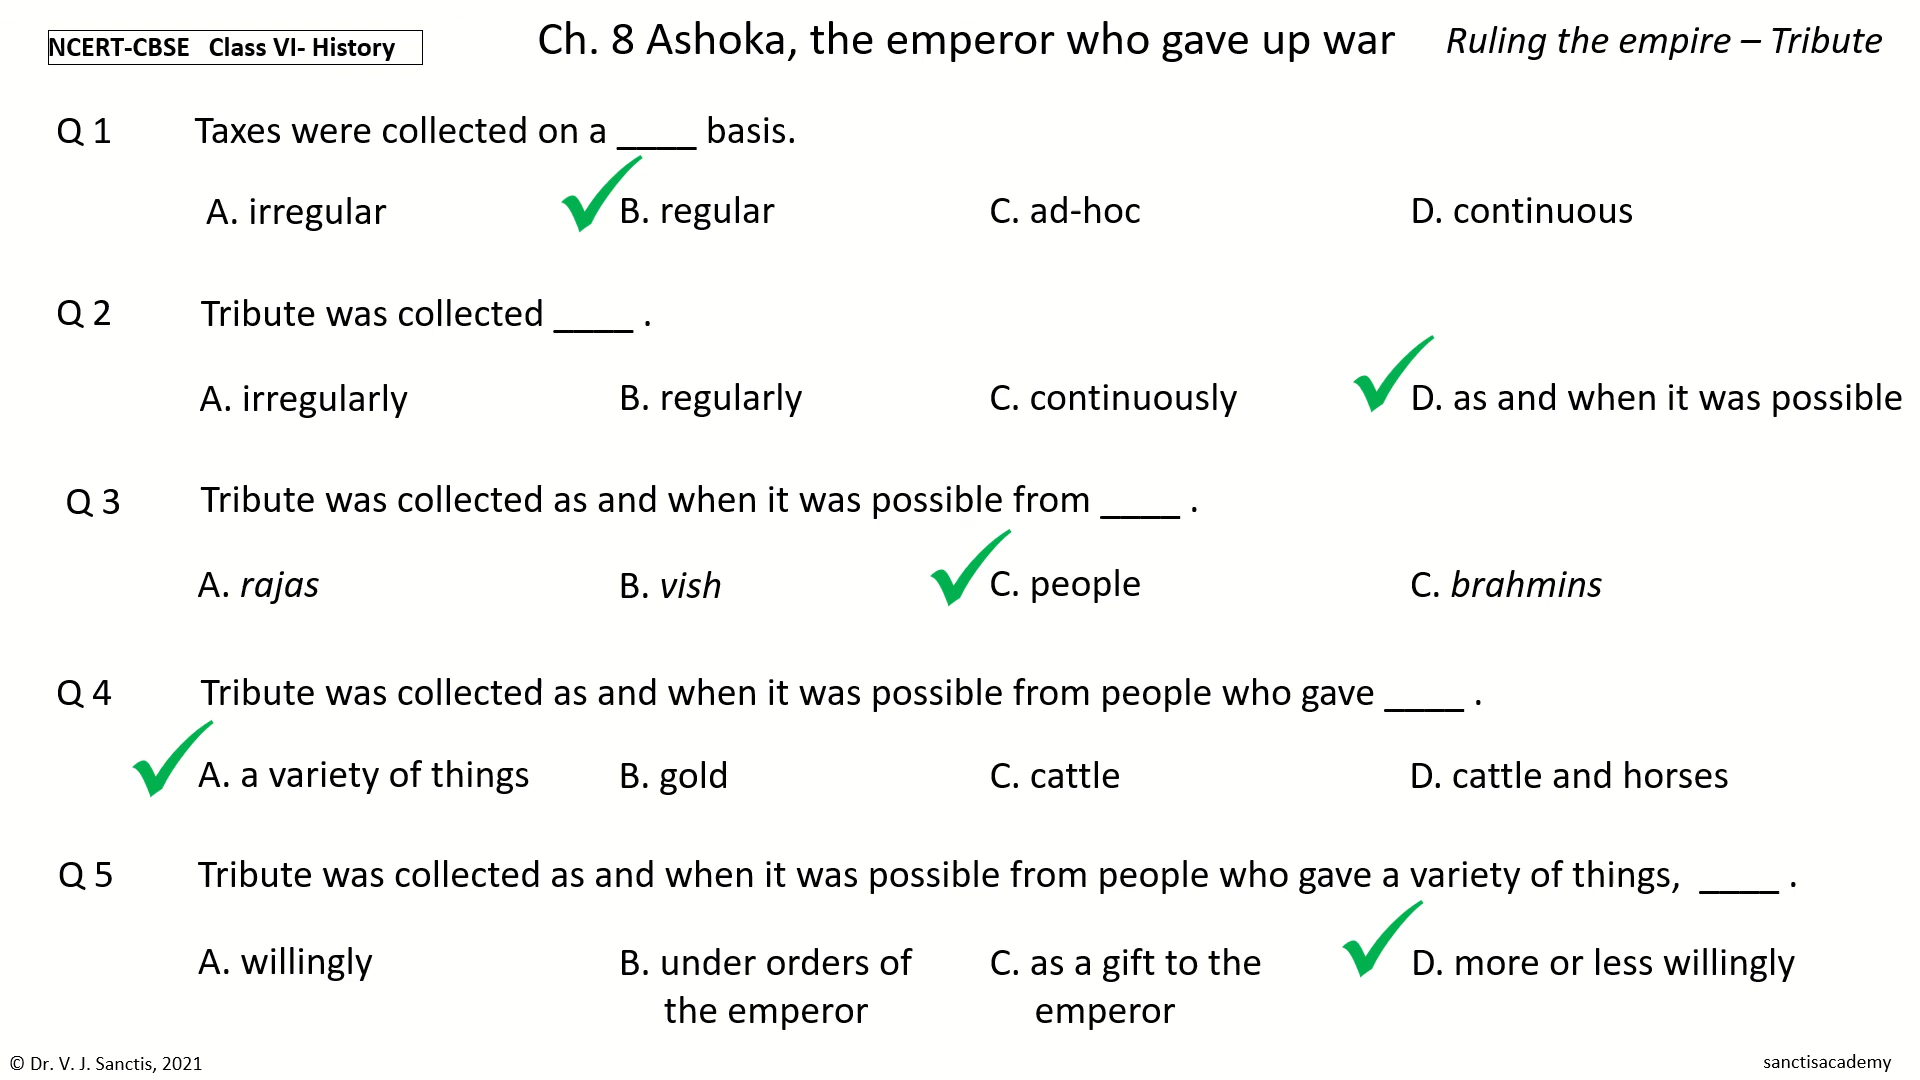 NCERT-CBSE Class VI- History
Ch. 8 Ashoka, the emperor who gave up war
Ruling the empire – Tribute
Q 1 Taxes were collected on a ____ basis.
A. irregular B. regular C. ad-hoc D. continuous
Q 2 Tribute was collected ____ .
A. irregularly B. regularly C. continuously D. as and when it was possible
Q 3 Tribute was collected as and when it was possible from ____ .
A. rajas B. vish C. people C. brahmins
Q 4 Tribute was collected as and when it was possible from people who gave ____ .
A. a variety of things B. gold C. cattle D. cattle and horses
Q 5 Tribute was collected as and when it was possible from people who gave a variety of things, ____ .
A. willingly B. under orders of C. as a gift to the D. more or less willingly
the emperor emperor
© Dr. V. J. Sanctis, 2021
sanctisacademy